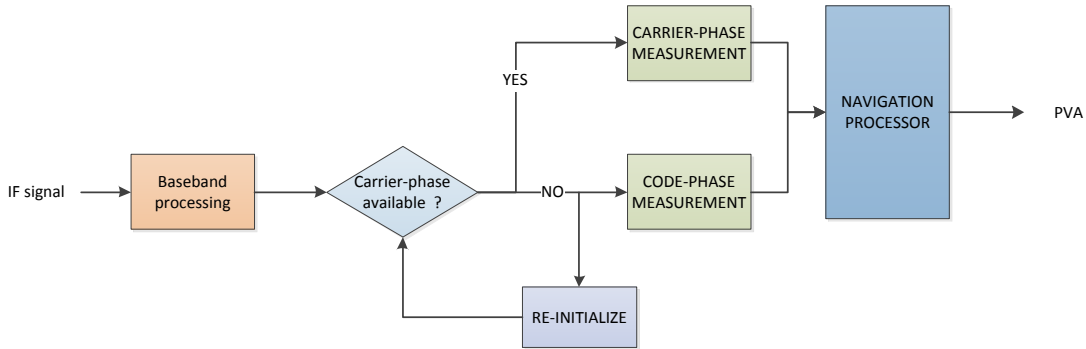 CARRIER-PHASE
MEASUREMENT
YES
NAVIGATION
PROCESSOR
PVA
IF signal
Baseband
processing
Carrier-phase
available ?
NO
CODE-PHASE
MEASUREMENT
RE-INITIALIZE